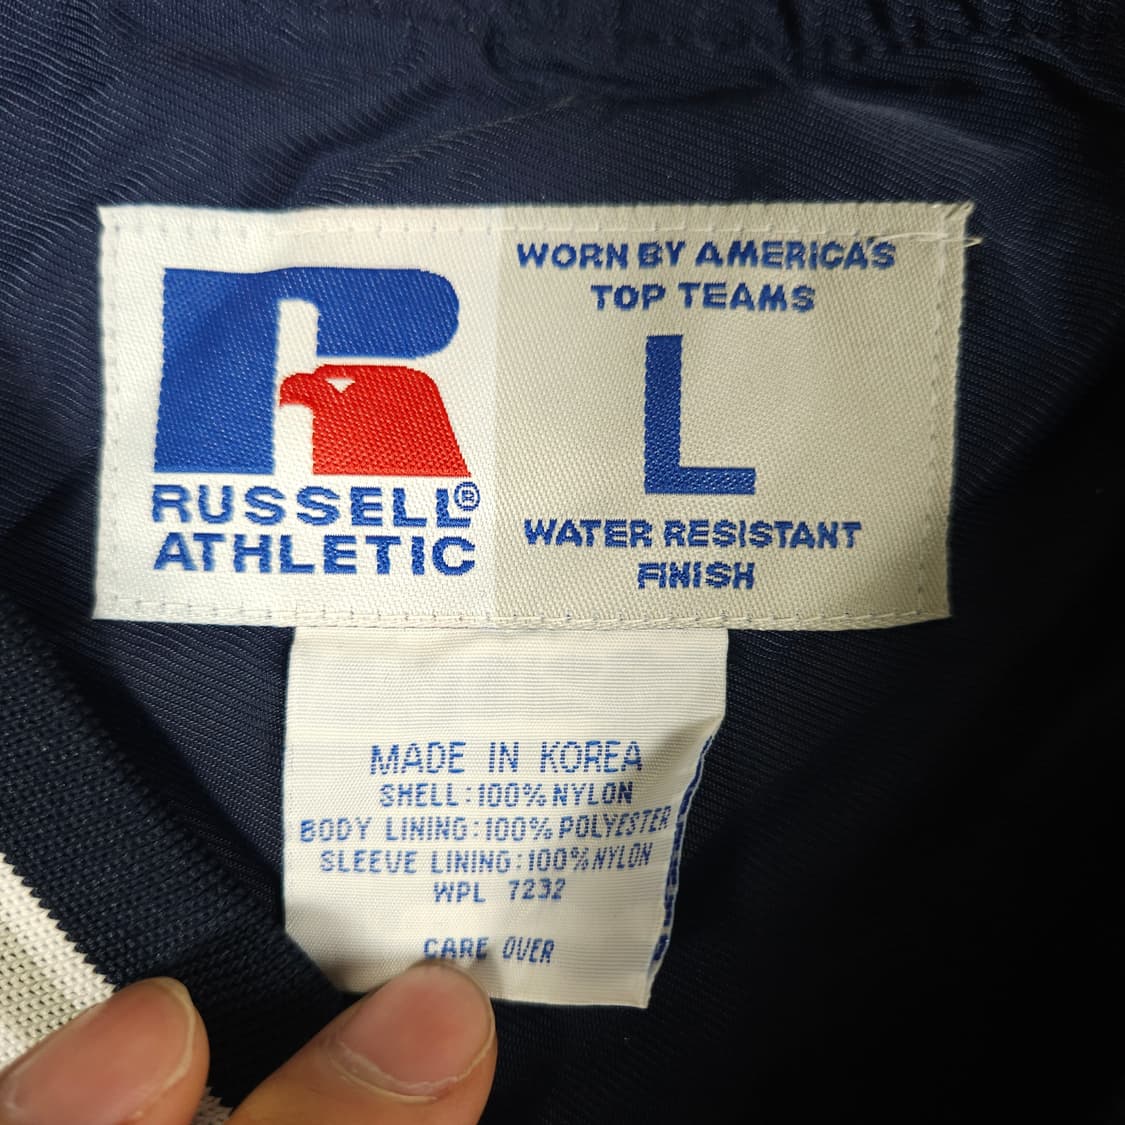 WORN BY AMERICA'S
TOP TEAMS
L
WATER RESISTANT
FINISH
RUSSELL®
ATHLETIC
MADE IN KOREA
SHELL:100% NYLON
BODY LINING:100% POLYESTER
SLEEVE LINING:100% NYLON
WPL 7232
CARE OVER